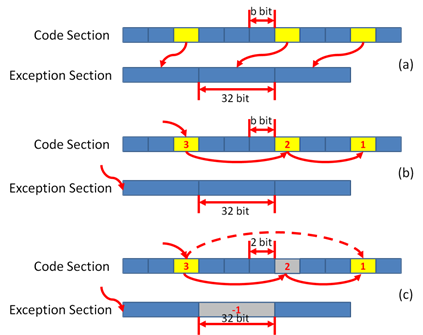 b bit
Code Section
Exception Section
(a)
32 bit
b bit
Code Section
3 2 1
(b)
Exception Section
32 bit
2 bit
Code Section
3 2 1
(c)
Exception Section
-1
32 bit